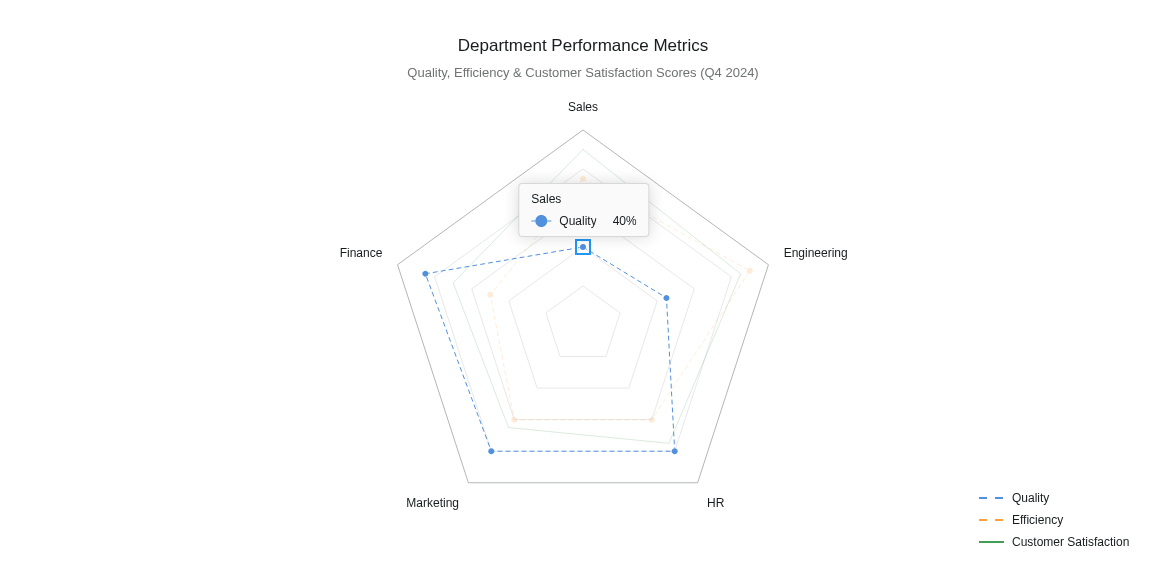 Department Performance Metrics
Quality, Efficiency & Customer Satisfaction Scores (Q4 2024)
Sales
Sales
Quality 40%
Finance
Engineering
Marketing
HR
Quality
Efficiency
Customer Satisfaction